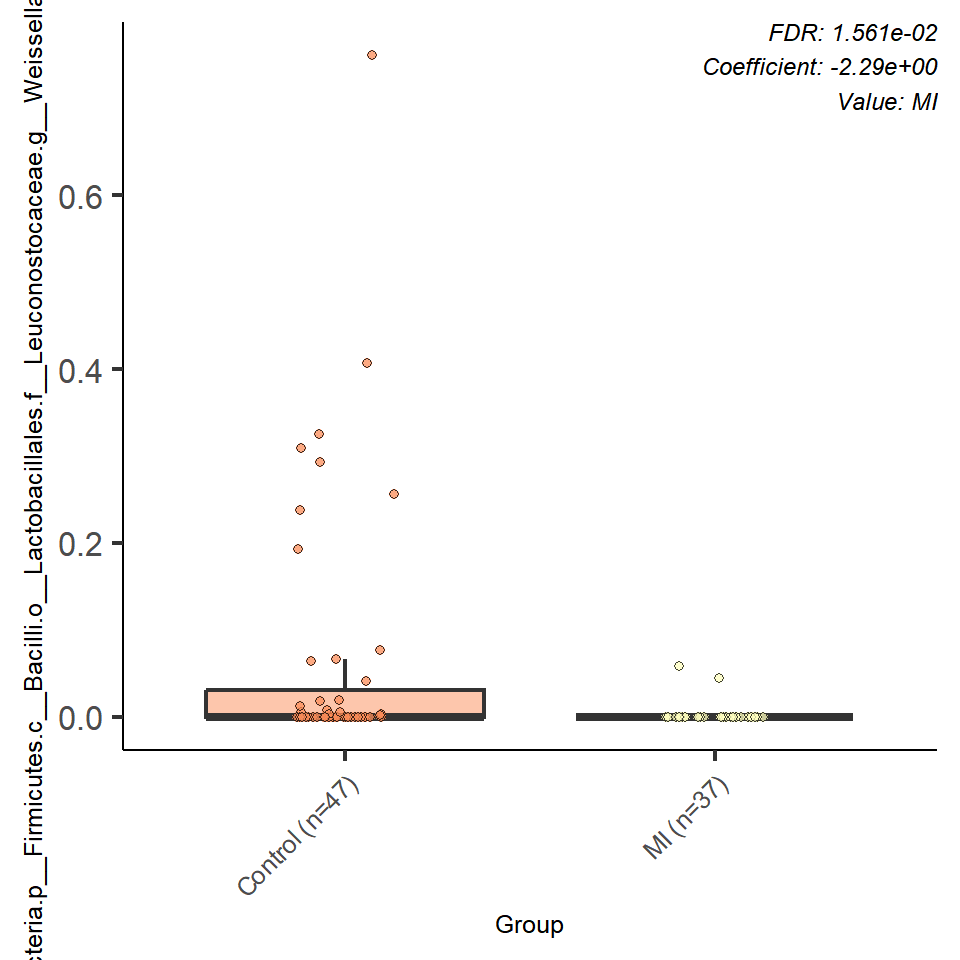 FDR: 1.561e-02
Coefficient: -2.29e+00
Value: MI
cteria.p__Firmicutes.c__Bacilli.o__Lactobacillales.f__Leuconostocaceae.g__Weissella
0.6
0.4
0.2
0.0
Control (n=47)
MI (n=37)
Group